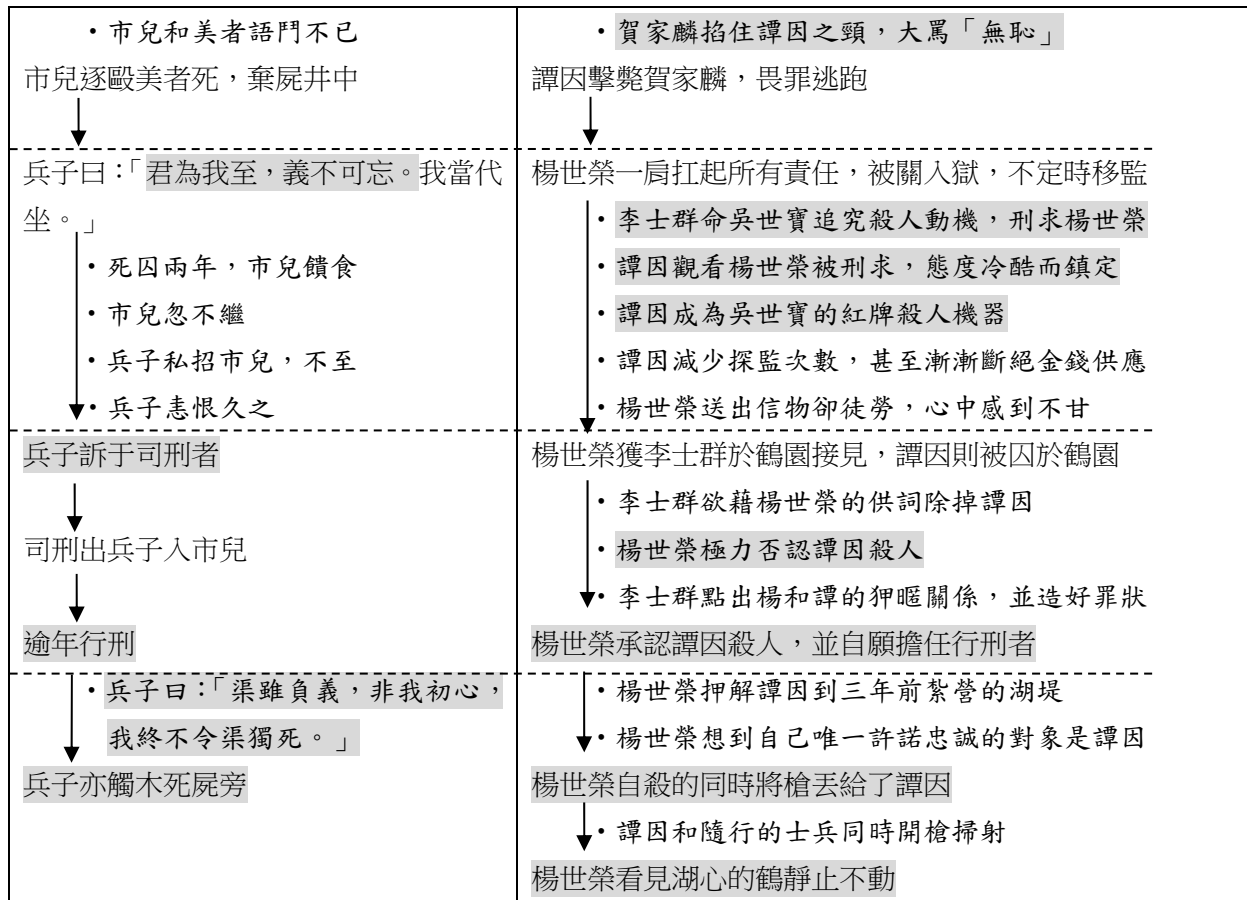 ・市兒和美者語鬥不已
市兒逐毆美者死，棄屍井中
兵子曰：「君為我至，義不可忘。我當代
坐。」
・死囚兩年，市兒饋食
・市兒忽不繼
・兵子私招市兒，不至
・兵子恚恨久之
兵子訴于司刑者
司刑出兵子入市兒
逾年行刑
・兵子曰：「渠雖負義，非我初心，
我終不令渠獨死。」
兵子亦觸木死屍旁
・賀家麟掐住譚因之頸，大罵「無恥」
譚因擊斃賀家麟，畏罪逃跑
楊世榮一肩扛起所有責任，被關入獄，不定時移監
・李士群命吳世寶追究殺人動機，刑求楊世榮
・譚因觀看楊世榮被刑求，態度冷酷而鎮定
・譚因成為吳世寶的紅牌殺人機器
・譚因減少探監次數，甚至漸漸斷絕金錢供應
・楊世榮送出信物卻徒勞，心中感到不甘
楊世榮獲李士群於鶴園接見，譚因則被囚於鶴園
・李士群欲藉楊世榮的供詞除掉譚因
・楊世榮極力否認譚因殺人
・李士群點出楊和譚的狎暱關係，並造好罪狀
楊世榮承認譚因殺人，並自願擔任行刑者
・楊世榮押解譚因到三年前紮營的湖堤
・楊世榮想到自己唯一許諾忠誠的對象是譚因
楊世榮自殺的同時將槍丟給了譚因
・譚因和隨行的士兵同時開槍掃射
楊世榮看見湖心的鶴靜止不動